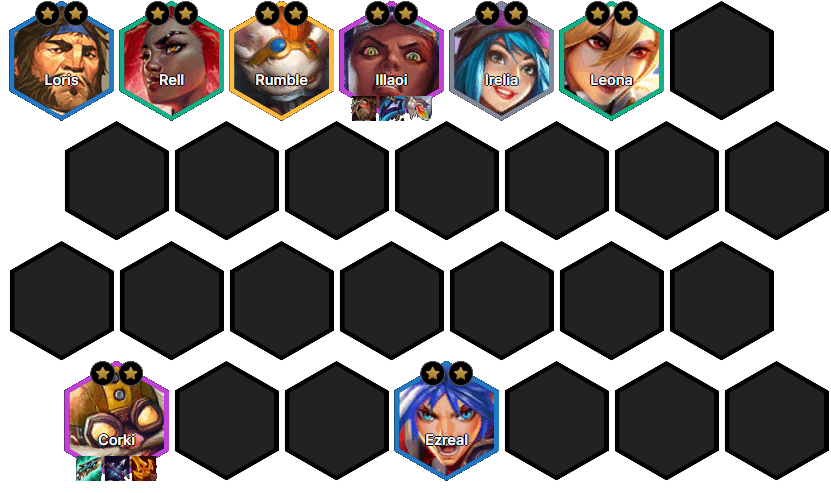 Loris
Rell
Rumble
Illaoi
Irelia
Leona
Corki
Ezreal